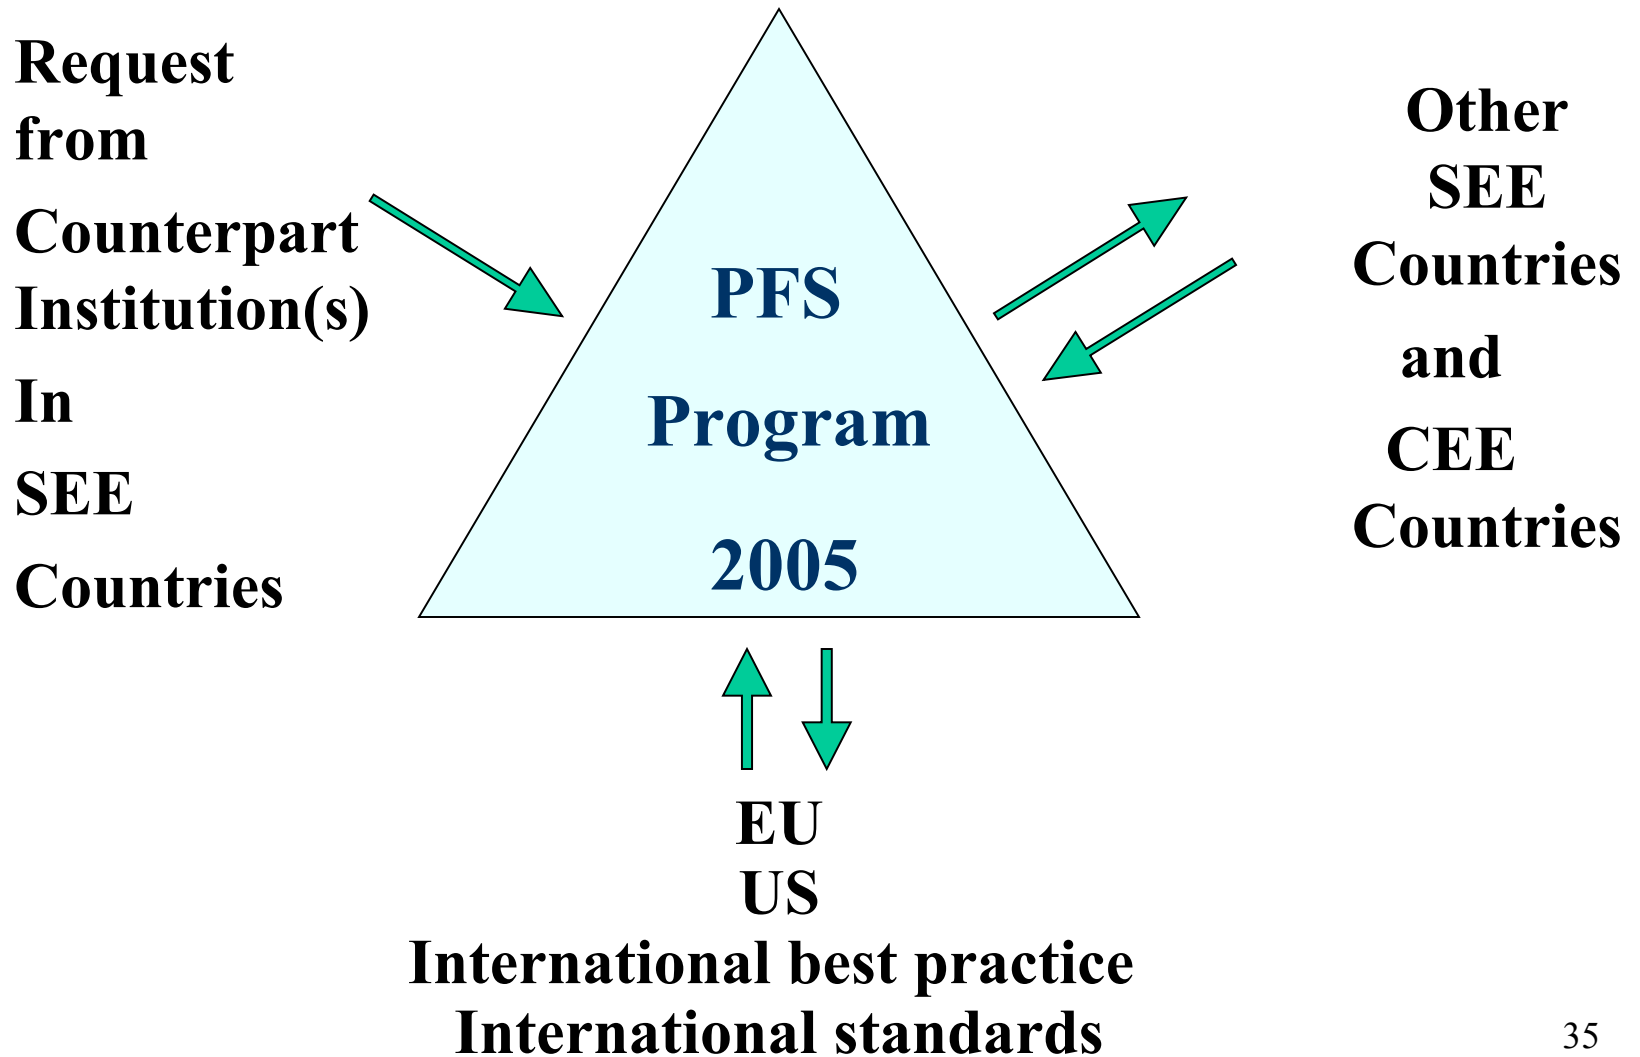 Request
from
Counterpart
Institution(s)
In
SEE
Countries
PFS
Program
2005
Other
SEE
Countries
and
CEE
Countries
EU
US
International best practice
International standards
35